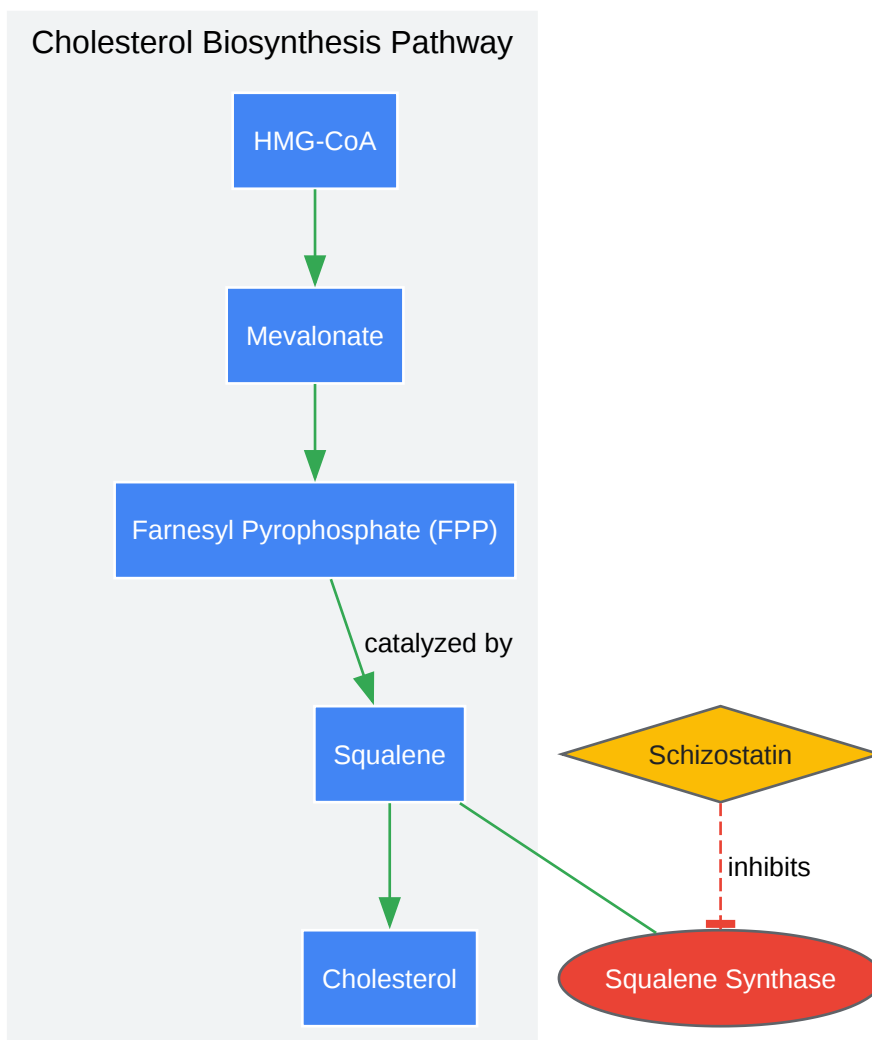 Cholesterol Biosynthesis Pathway
HMG-CoA
Mevalonate
Farnesyl Pyrophosphate (FPP)
catalyzed by
Squalene
Schizostatin
inhibits
Cholesterol
Squalene Synthase